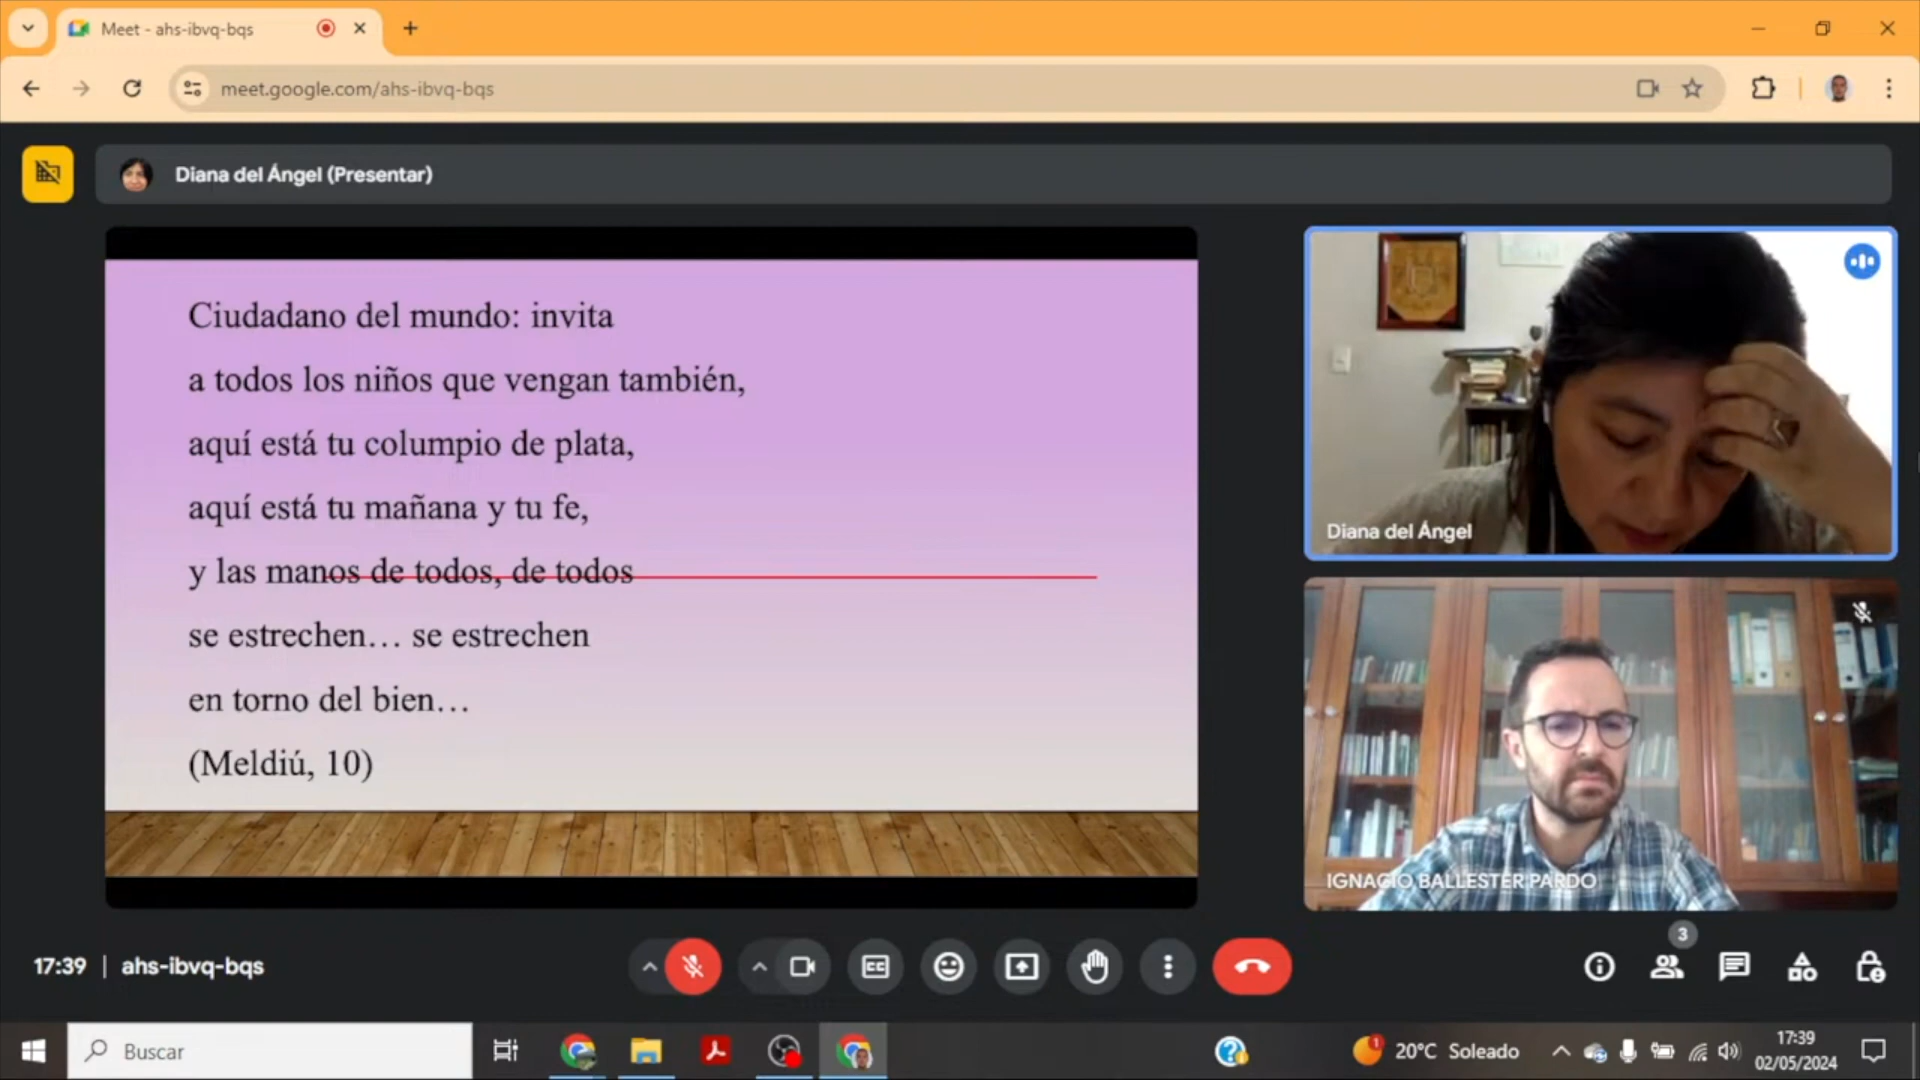 Meet - ahs-ibvq-bqs
meet.google.com/ahs-ibvq-bqs
Diana del Ángel (Presentar)
Ciudadano del mundo: invita
a todos los niños que vengan también,
aquí está tu columpio de plata,
aquí está tu mañana y tu fe,
y las manos de todos, de todos
se estrechen… se estrechen
en torno del bien…
(Meldiú, 10)
Diana del Ángel
IGNACIO BALLESTER PARDO
17:39 | ahs-ibvq-bqs
3
Buscar
1
20°C Soleado
17:39
02/05/2024